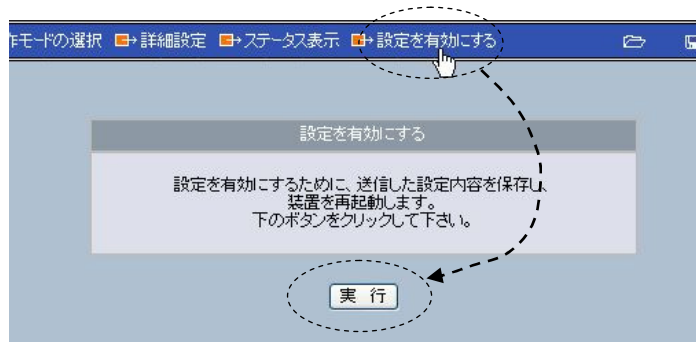 作モードの選択 詳細設定 ステータス表示 設定を有効にする
設定を有効にする
設定を有効にするために、送信した設定内容を保存し、
装置を再起動します。
下のボタンをクリックして下さい。
実 行